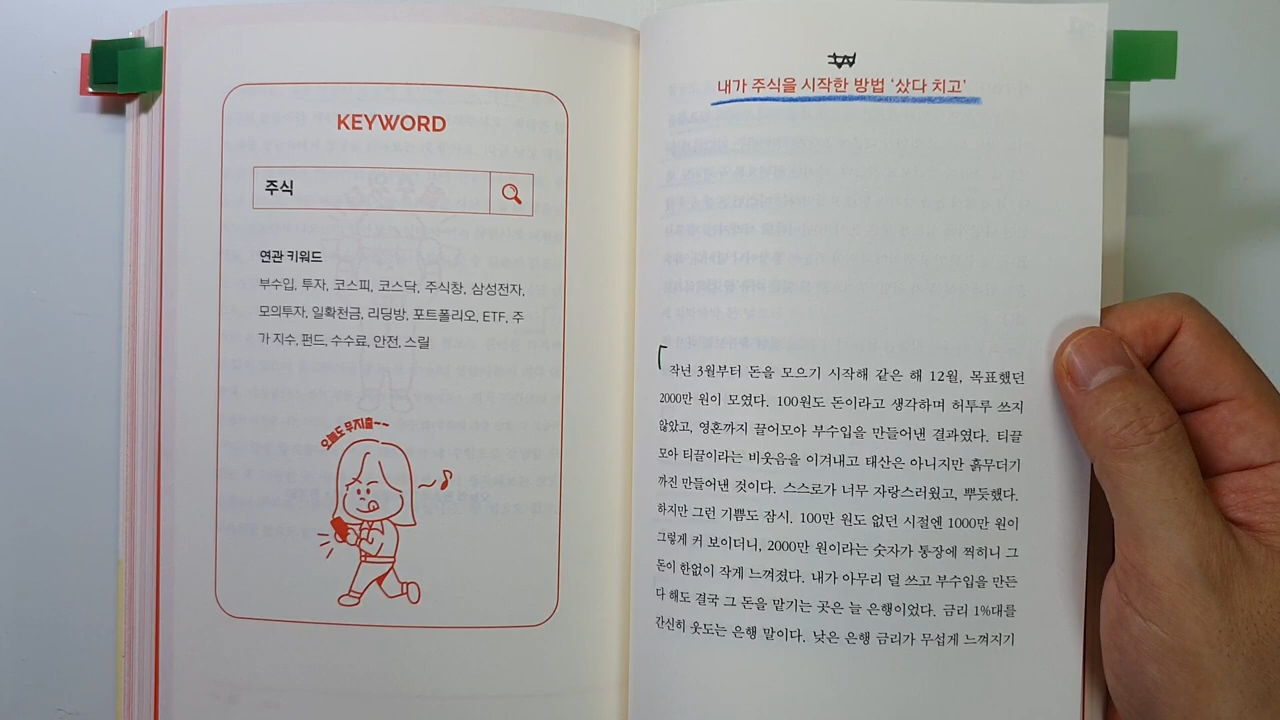 KEYWORD
주식
연관 키워드
부수입, 투자, 코스피, 코스닥, 주식창, 삼성전자,
모의투자, 일확천금, 리딩방, 포트폴리오, ETF, 주
가 지수, 펀드, 수수료, 안전, 스릴
오늘도 무지출~~
내가 주식을 시작한 방법 ‘샀다 치고’
작년 3월부터 돈을 모으기 시작해 같은 해 12월, 목표했던
2000만 원이 모였다. 100원도 돈이라고 생각하며 허투루 쓰지
않았고, 영혼까지 끌어모아 부수입을 만들어낸 결과였다. 티끌
모아 티끌이라는 비웃음을 이겨내고 태산은 아니지만 흙무더기
까진 만들어낸 것이다. 스스로가 너무 자랑스러웠고, 뿌듯했다.
하지만 그런 기쁨도 잠시. 100만 원도 없던 시절엔 1000만 원이
그렇게 커 보이더니, 2000만 원이라는 숫자가 통장에 찍히니 그
돈이 한없이 작게 느껴졌다. 내가 아무리 덜 쓰고 부수입을 만든
다 해도 결국 그 돈을 맡기는 곳은 늘 은행이었다. 금리 1%대를
간신히 웃도는 은행 말이다. 낮은 은행 금리가 무섭게 느껴지기